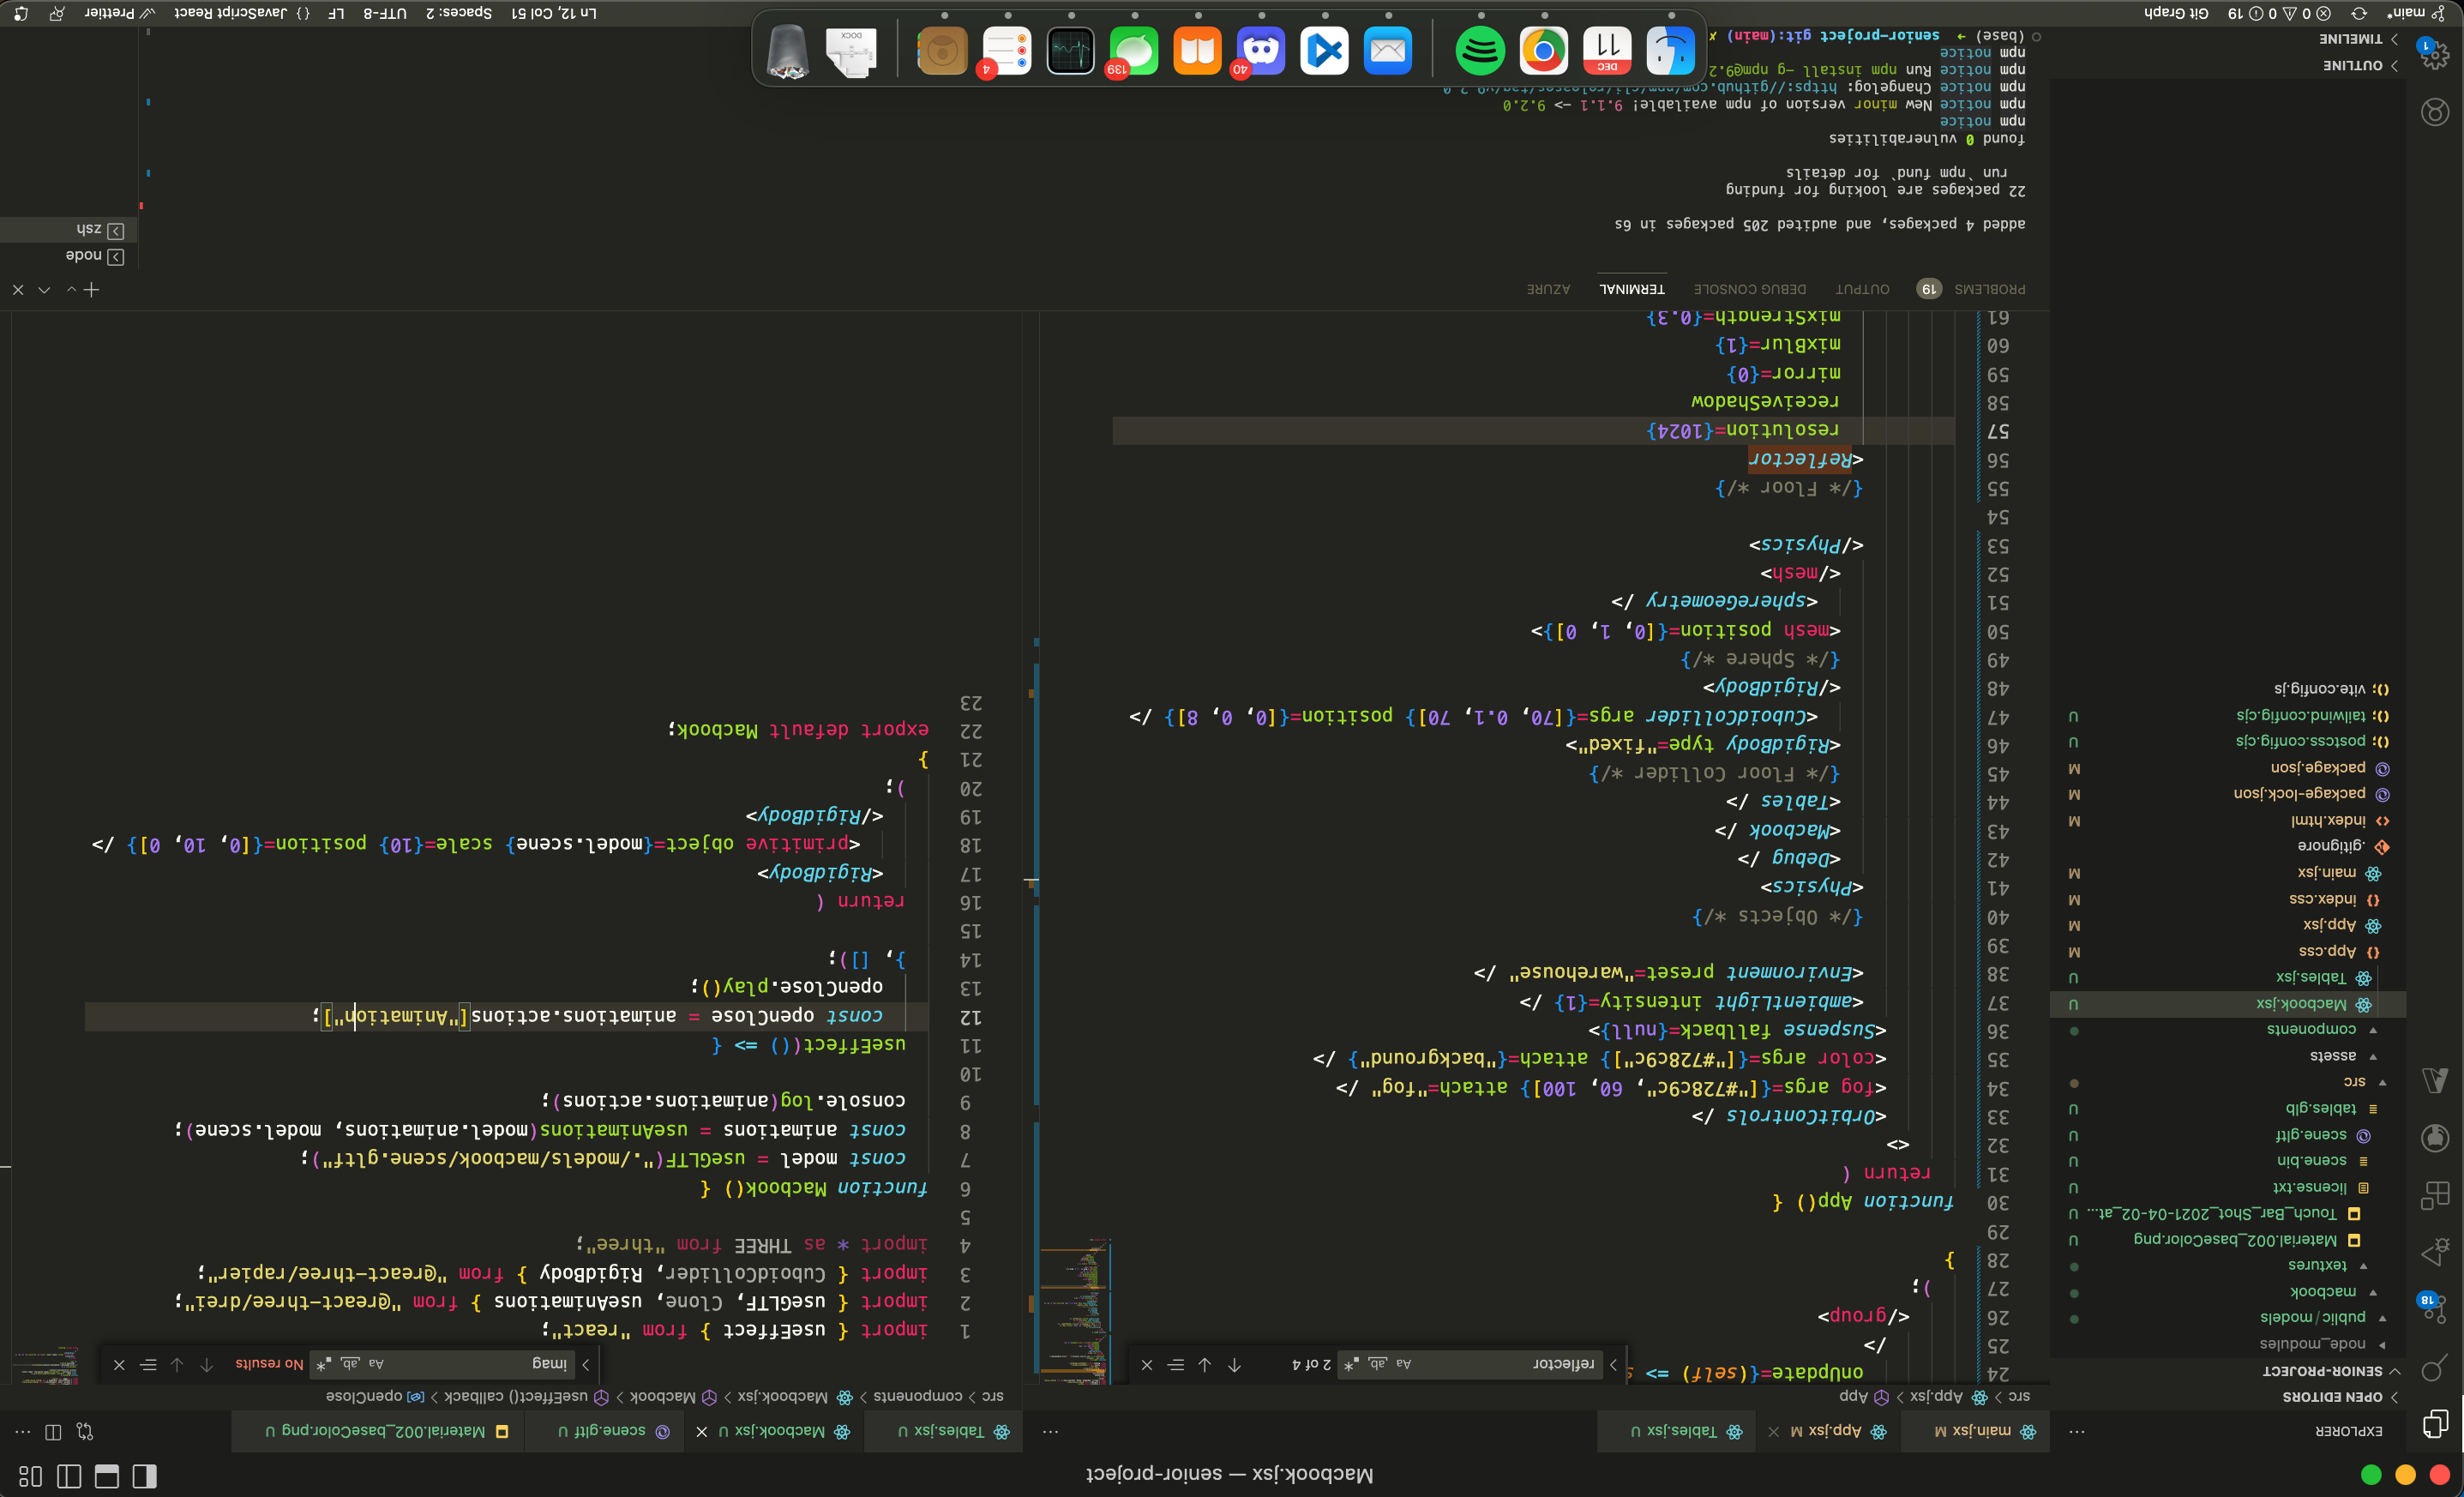 Macbook.jsx — senior-project
EXPLORER
OPEN EDITORS
SENIOR-PROJECT
node_modules
public/models
macbook
textures
Material.002_baseColor.png U
Touch_Bar_Shot_2021-04-02_at... U
license.txt U
scene.bin U
scene.gltf U
tables.glb U
src
assets
components
Macbook.jsx U
Tables.jsx U
App.css M
App.jsx M
index.css M
main.jsx M
.gitignore
index.html M
package-lock.json M
package.json M
postcss.config.cjs U
tailwind.config.cjs U
vite.config.js
OUTLINE
TIMELINE
18
1
main.jsx M
App.jsx M
Tables.jsx U
src > App.jsx > App
reflector
Aa
ab
.*
2 of 4
24 onUpdate={(self) =>
25 />
26 </group>
27 );
28 }
29
30 function App() {
31 return (
32 <>
33 <OrbitControls />
34 <fog args={["#728c9c", 60, 100]} attach="fog" />
35 <color args={["#728c9c"]} attach={"background"} />
36 <Suspense fallback={null}>
37 <ambientLight intensity={1} />
38 <Environment preset="warehouse" />
39
40 {/* Objects */}
41 <Physics>
42 <Debug />
43 <Macbook />
44 <Tables />
45 {/* Floor Collider */}
46 <RigidBody type="fixed">
47 <CuboidCollider args={[70, 0.1, 70]} position={[0, 0, 8]} />
48 </RigidBody>
49 {/* Sphere */}
50 <mesh position={[0, 1, 0]}>
51 <sphereGeometry />
52 </mesh>
53 </Physics>
54
55 {/* Floor */}
56 <Reflector
57 resolution={1024}
58 receiveShadow
59 mirror={0}
60 mixBlur={1}
61 mixStrength={0.3}
Tables.jsx U
Macbook.jsx U
scene.gltf U
Material.002_baseColor.png U
src > components > Macbook.jsx > Macbook > useEffect() callback > openClose
imag
Aa
ab
.*
No results
1 import { useEffect } from "react";
2 import { useGLTF, Clone, useAnimations } from "@react-three/drei";
3 import { CuboidCollider, RigidBody } from "@react-three/rapier";
4 import * as THREE from "three";
5
6 function Macbook() {
7 const model = useGLTF("./models/macbook/scene.gltf");
8 const animations = useAnimations(model.animations, model.scene);
9 console.log(animations.actions);
10
11 useEffect(() => {
12 const openClose = animations.actions["Animation"];
13 openClose.play();
14 }, []);
15
16 return (
17 <RigidBody>
18 <primitive object={model.scene} scale={10} position={[0, 10, 0]} />
19 </RigidBody>
20 );
21 }
22 export default Macbook;
23
PROBLEMS 19 OUTPUT DEBUG CONSOLE TERMINAL AZURE
added 4 packages, and audited 205 packages in 6s
22 packages are looking for funding
run `npm fund` for details
found 0 vulnerabilities
npm notice
npm notice New minor version of npm available! 9.1.1 -> 9.2.0
npm notice Changelog: https://github.com/npm/cli/releases/tag/v9.2.0
npm notice Run npm install -g npm@9.2
npm notice
(base) → senior-project git:(main) ✗
node
zsh
DEC
11
40
139
4
DOCX
main* 0 0 19 Git Graph
Ln 12, Col 51 Spaces: 2 UTF-8 LF {} JavaScript React Prettier